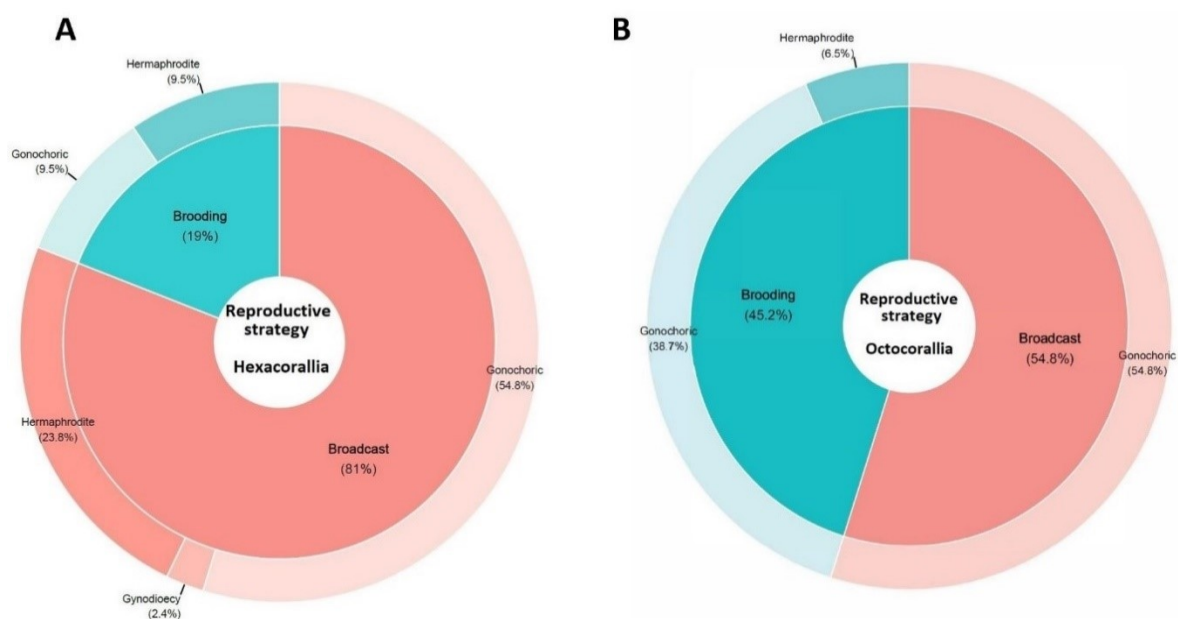 A
Hermaphrodite
(9.5%)
Gonochoric
(9.5%)
Brooding
(19%)
Reproductive
strategy
Hexacorallia
Gonochoric
(54.8%)
Hermaphrodite
(23.8%)
Broadcast
(81%)
Gynodioecy
(2.4%)
B
Hermaphrodite
(6.5%)
Brooding
(45.2%)
Reproductive
strategy
Octocorallia
Gonochoric
(38.7%)
Broadcast
(54.8%)
Gonochoric
(54.8%)